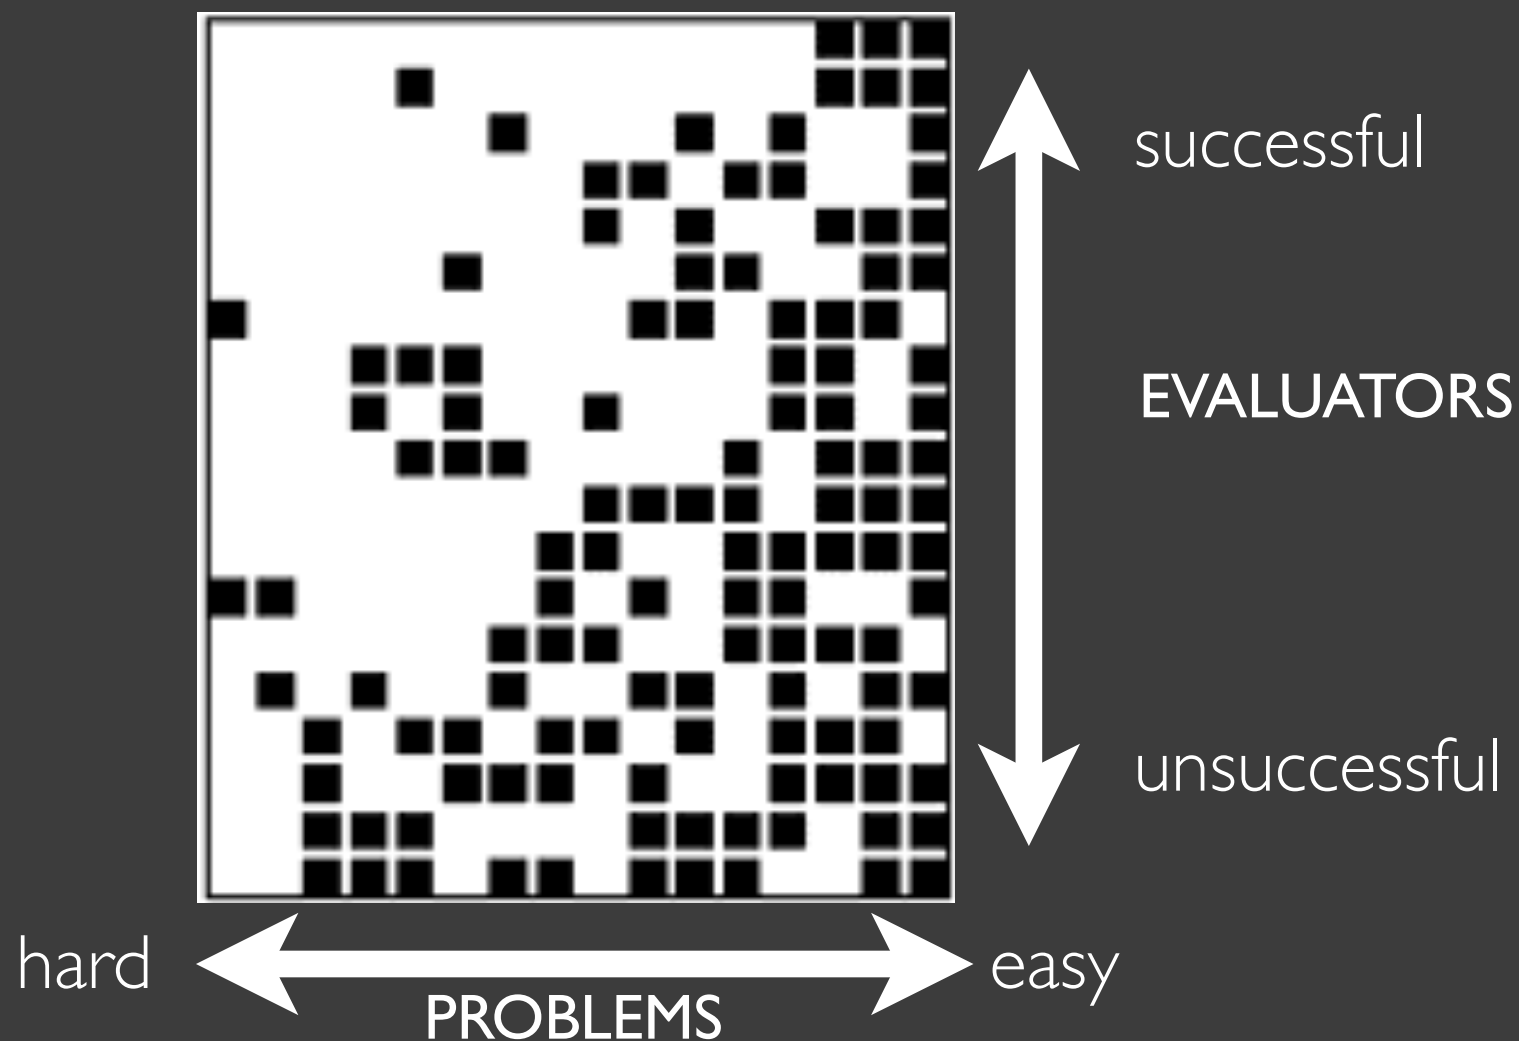 successful
EVALUATORS
unsuccessful
hard
easy
PROBLEMS